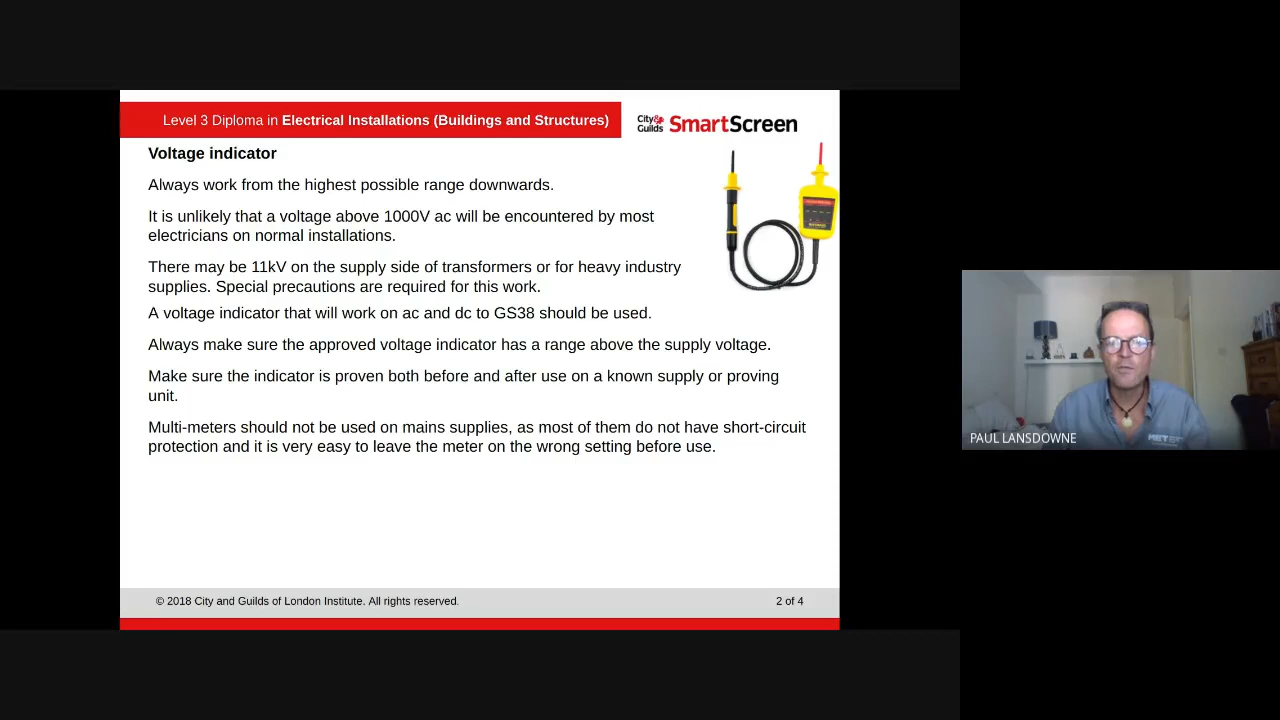 Level 3 Diploma in Electrical Installations (Buildings and Structures)
City& Guilds SmartScreen
Voltage indicator
Always work from the highest possible range downwards.
It is unlikely that a voltage above 1000V ac will be encountered by most
electricians on normal installations.
There may be 11kV on the supply side of transformers or for heavy industry
supplies. Special precautions are required for this work.
A voltage indicator that will work on ac and dc to GS38 should be used.
Always make sure the approved voltage indicator has a range above the supply voltage.
Make sure the indicator is proven both before and after use on a known supply or proving
unit.
Multi-meters should not be used on mains supplies, as most of them do not have short-circuit
protection and it is very easy to leave the meter on the wrong setting before use.
© 2018 City and Guilds of London Institute. All rights reserved.
2 of 4
PAUL LANSDOWNE